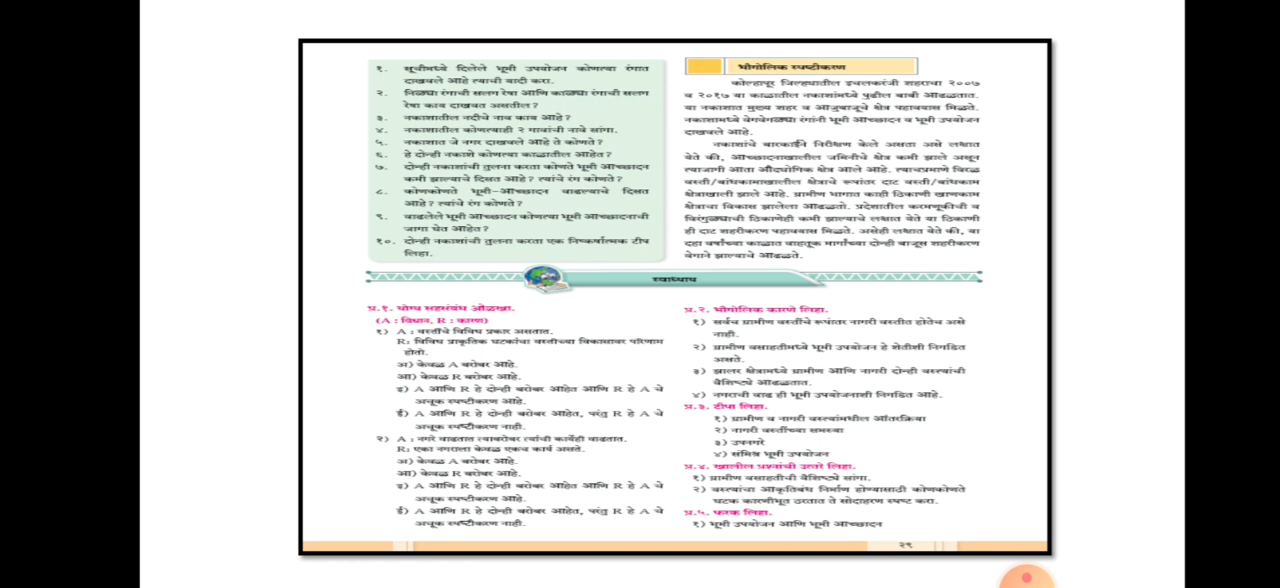 १. सूचीमध्ये दिलेले भूमी उपयोजन कोणत्या रंगात
दाखवले आहे त्याची यादी करा.
२. निळ्या रंगाची सलग रेषा आणि काळ्या रंगाची सलग
रेषा काय दाखवत असतील?
३. नकाशातील नदीचे नाव काय आहे?
४. नकाशातील कोणत्याही २ गावांची नावे सांगा.
५. नकाशात जे नगर दाखवले आहे ते कोणते?
६. हे दोन्ही नकाशे कोणत्या काळातील आहेत?
७. दोन्ही नकाशांची तुलना करता कोणते भूमी आच्छादन
कमी झाल्याचे दिसत आहे? त्यांचे रंग कोणते?
८. कोणकोणते भूमी-आच्छादन वाढल्याचे दिसत
आहे? त्यांचे रंग कोणते?
९. वाढलेले भूमी आच्छादन कोणत्या भूमी आच्छादनाची
जागा घेत आहेत?
१०. दोन्ही नकाशांची तुलना करता एक निष्कर्षात्मक टीप
लिहा.
भौगोलिक स्पष्टीकरण
कोल्हापूर जिल्ह्यातील इचलकरंजी शहराचा २००७
व २०१७ या काळातील नकाशांमध्ये पुढील बाबी आढळतात.
या नकाशात मुख्य शहर व आजूबाजूचे क्षेत्र पहावयास मिळते.
नकाशामध्ये वेगवेगळ्या रंगांनी भूमी आच्छादन व भूमी उपयोजन
दाखवले आहे.
नकाशांचे बारकाईने निरीक्षण केले असता असे लक्षात
येते की, आच्छादनाखालील जमिनीचे क्षेत्र कमी झाले असून
त्याजागी आता औद्योगिक क्षेत्र आले आहे. त्याचप्रमाणे विरळ
वस्ती/बांधकामाखालील क्षेत्राचे रूपांतर दाट वस्ती/बांधकाम
क्षेत्राखाली झाले आहे. ग्रामीण भागात काही ठिकाणी खाणकाम
क्षेत्राचा विकास झालेला आढळतो. प्रदेशातील करमणूकीची व
विरंगुळ्याची ठिकाणेही कमी झाल्याचे लक्षात येते या ठिकाणी
ही दाट शहरीकरण पहावयास मिळते. असेही लक्षात येते की, या
दहा वर्षांच्या काळात वाहतूक मार्गांच्या दोन्ही बाजूस शहरीकरण
वेगाने झाल्याचे आढळते.
स्वाध्याय
प्र.१. योग्य सहसंबंध ओळखा.
(A : विधान, R : कारण)
१) A : वस्तींचे विविध प्रकार असतात.
R: विविध प्राकृतिक घटकांचा वस्तीच्या विकासावर परिणाम
होतो.
अ) केवळ A बरोबर आहे.
आ) केवळ R बरोबर आहे.
इ) A आणि R हे दोन्ही बरोबर आहेत आणि R हे A चे
अचूक स्पष्टीकरण आहे.
ई) A आणि R हे दोन्ही बरोबर आहेत, परंतु R हे A चे
अचूक स्पष्टीकरण नाही.
२) A : नगरे वाढतात त्याबरोबर त्यांची कार्येही वाढतात.
R: एका नगराला केवळ एकच कार्य असते.
अ) केवळ A बरोबर आहे.
आ) केवळ R बरोबर आहे.
इ) A आणि R हे दोन्ही बरोबर आहेत आणि R हे A चे
अचूक स्पष्टीकरण आहे.
ई) A आणि R हे दोन्ही बरोबर आहेत, परंतु R हे A चे
अचूक स्पष्टीकरण नाही.
प्र.२. भौगोलिक कारणे लिहा.
१) सर्वच ग्रामीण वस्तींचे रूपांतर नागरी वस्तीत होतेच असे
नाही.
२) ग्रामीण वसाहतीमध्ये भूमी उपयोजन हे शेतीशी निगडित
असते.
३) झालर क्षेत्रामध्ये ग्रामीण आणि नागरी दोन्ही वस्त्यांची
वैशिष्ट्ये आढळतात.
४) नगराची वाढ ही भूमी उपयोजनाशी निगडित आहे.
प्र.३. टीपा लिहा.
१) ग्रामीण व नागरी वस्त्यांमधील आंतरक्रिया
२) नागरी वस्तींच्या समस्या
३) उपनगरे
४) संमिश्र भूमी उपयोजन
प्र.४. खालील प्रश्नांची उत्तरे लिहा.
१) ग्रामीण वसाहतीची वैशिष्ट्ये सांगा.
२) वस्त्यांचा आकृतिबंध निर्माण होण्यासाठी कोणकोणते
घटक कारणीभूत ठरतात ते सोदाहरण स्पष्ट करा.
प्र.५. फरक लिहा.
१) भूमी उपयोजन आणि भूमी आच्छादन
२९